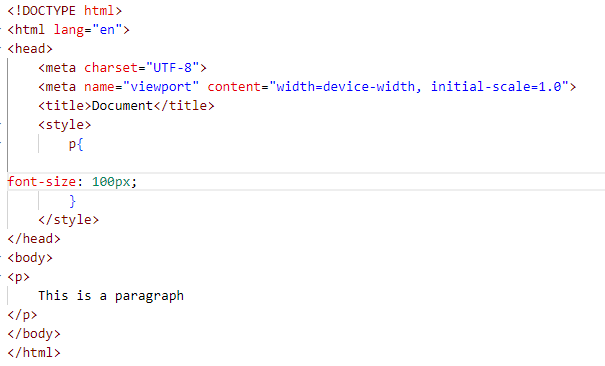 <!DOCTYPE html>
<html lang="en">
<head>
    <meta charset="UTF-8">
    <meta name="viewport" content="width=device-width, initial-scale=1.0">
    <title>Document</title>
    <style>
        p{

font-size: 100px;
        }
    </style>
</head>
<body>
<p>
    This is a paragraph
</p>
</body>
</html>